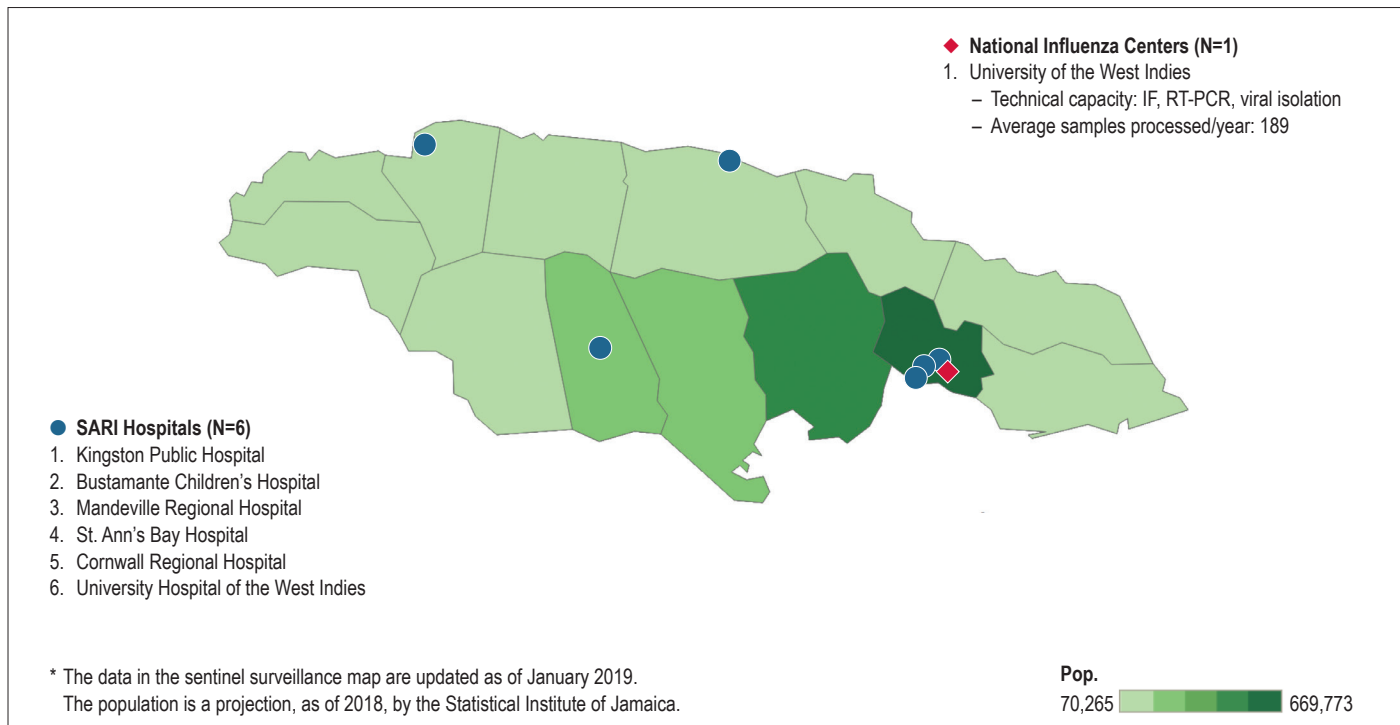 National Influenza Centers (N=1)
1. University of the West Indies
– Technical capacity: IF, RT-PCR, viral isolation
– Average samples processed/year: 189
SARI Hospitals (N=6)
1. Kingston Public Hospital
2. Bustamante Children’s Hospital
3. Mandeville Regional Hospital
4. St. Ann’s Bay Hospital
5. Cornwall Regional Hospital
6. University Hospital of the West Indies
* The data in the sentinel surveillance map are updated as of January 2019.
The population is a projection, as of 2018, by the Statistical Institute of Jamaica.
Pop.
70,265 669,773